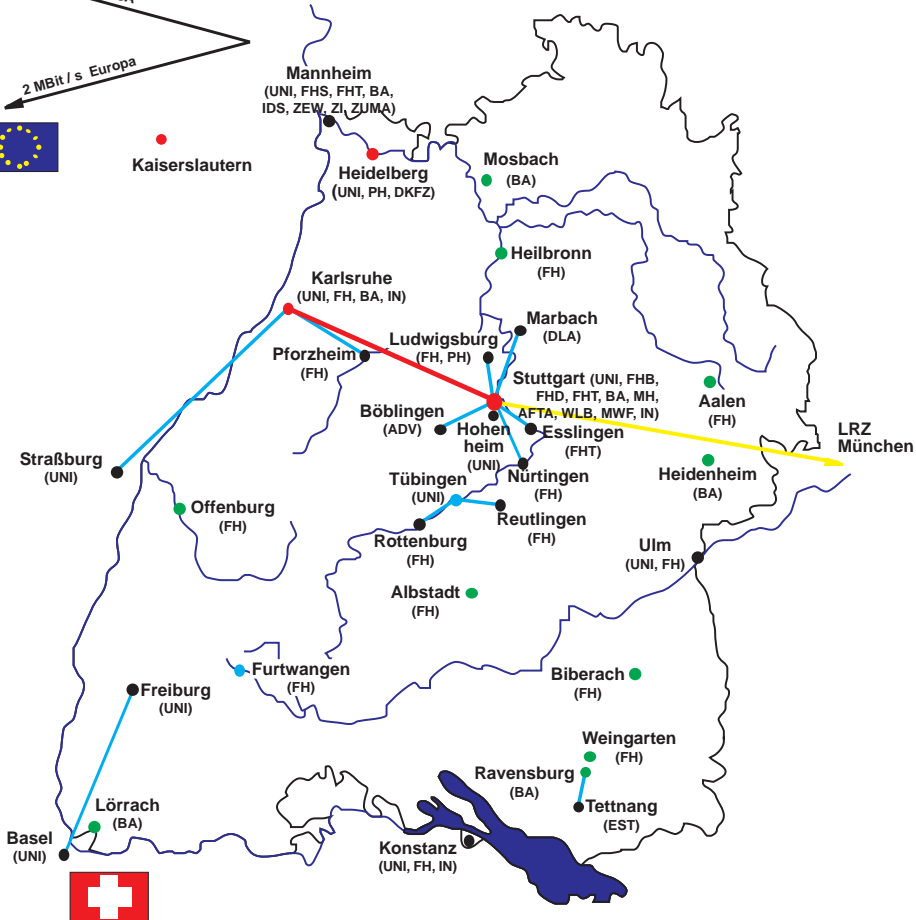 2 MBit / s Europa
Mannheim
(UNI, FHS, FHT, BA,
IDS, ZEW, ZI, ZUMA)
Kaiserslautern
Heidelberg
(UNI, PH, DKFZ)
Mosbach
(BA)
Heilbronn
(FH)
Karlsruhe
(UNI, FH, BA, IN)
Marbach
(DLA)
Ludwigsburg
(FH, PH)
Pforzheim
(FH)
Stuttgart (UNI, FHB,
FHD, FHT, BA, MH,
AFTA, WLB, MWF, IN)
Aalen
(FH)
Böblingen
(ADV)
Hohen
heim
(UNI)
Esslingen
(FHT)
LRZ
München
Straßburg
(UNI)
Heidenheim
(BA)
Nürtingen
(FH)
Tübingen
(UNI)
Offenburg
(FH)
Reutlingen
(FH)
Rottenburg
(FH)
Ulm
(UNI, FH)
Albstadt
(FH)
Furtwangen
(FH)
Biberach
(FH)
Freiburg
(UNI)
Weingarten
(FH)
Ravensburg
(BA)
Tettnang
(EST)
Lörrach
(BA)
Basel
(UNI)
Konstanz
(UNI, FH, IN)